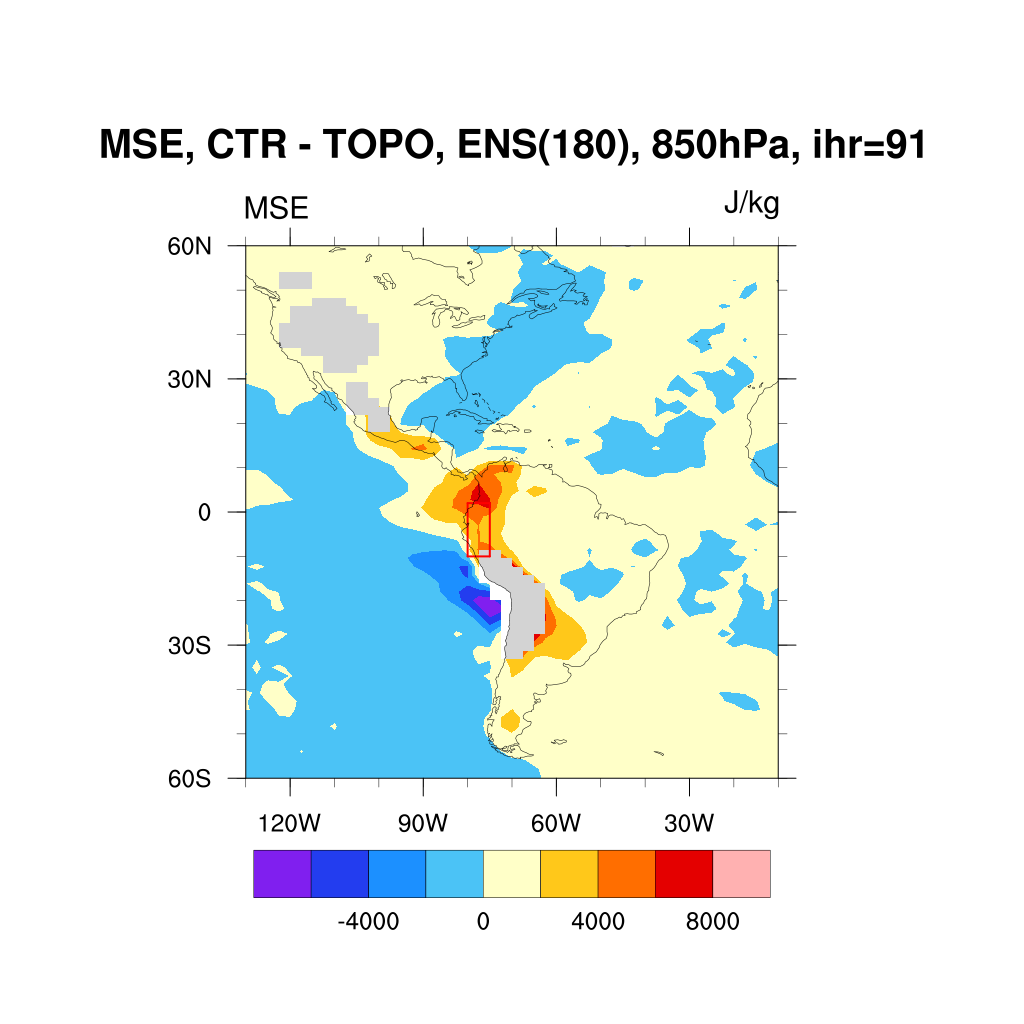 MSE, CTR - TOPO, ENS(180), 850hPa, ihr=91
MSE J/kg
60N
30N
0
30S
60S
120W 90W 60W 30W
-4000 0 4000 8000